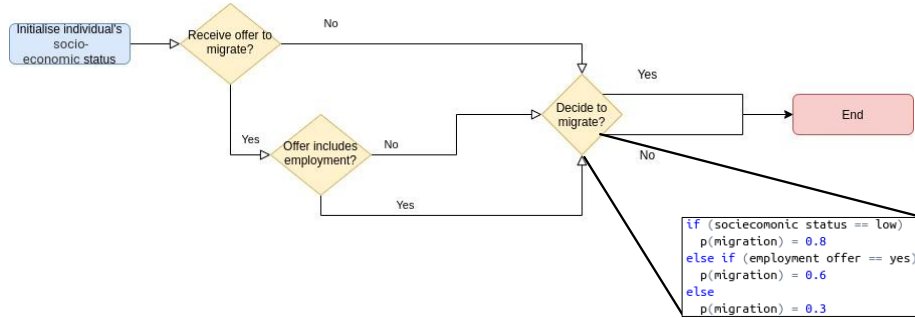 Initialise individual's
socio-
economic status
Receive offer to
migrate?
No
Yes
Offer includes
employment?
No
Yes
Decide to
migrate?
Yes
No
End
if (sociecomonic status == low)
p(migration) = 0.8
else if (employment offer == yes)
p(migration) = 0.6
else
p(migration) = 0.3